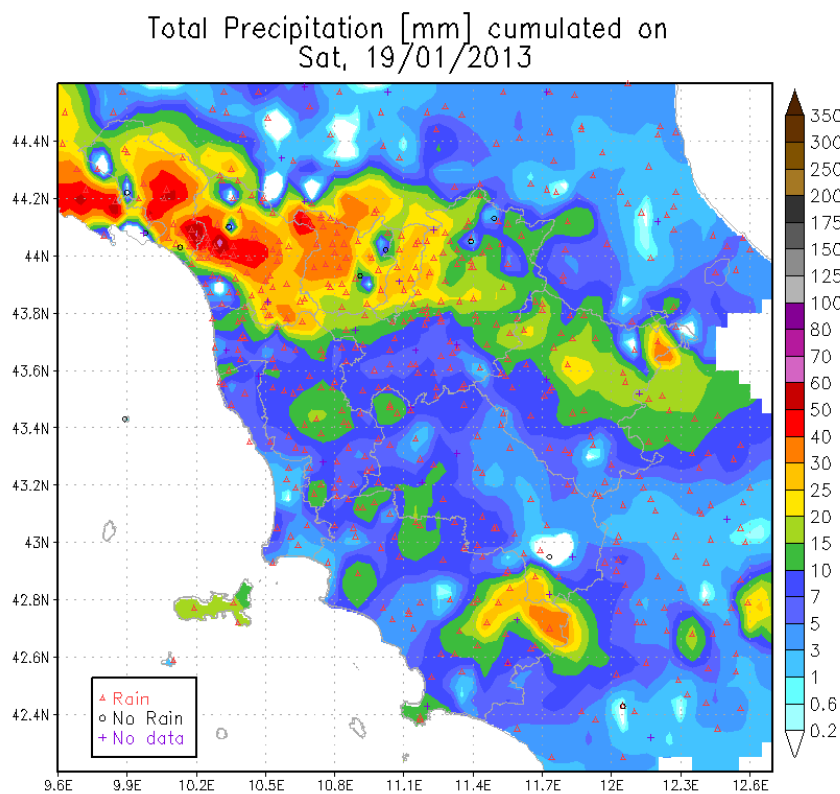 Total Precipitation [mm] cumulated on
Sat, 19/01/2013
44.4N
44.2N
44N
43.8N
43.6N
43.4N
43.2N
43N
42.8N
42.6N
42.4N
Rain
No Rain
No data
9.6E 9.9E 10.2E 10.5E 10.8E 11.1E 11.4E 11.7E 12E 12.3E 12.6E
350
300
250
200
175
150
125
100
80
70
60
50
40
30
25
20
15
10
7
5
3
1
0.6
0.2